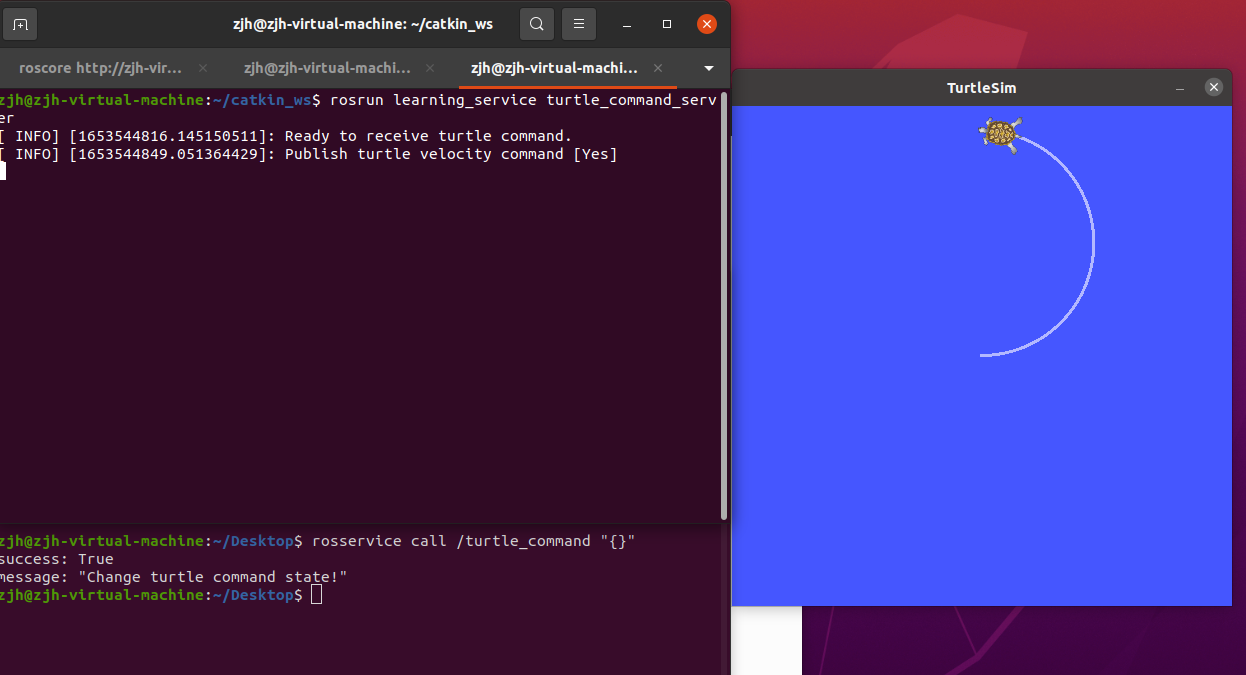 zjh@zjh-virtual-machine: ~/catkin_ws
roscore http://zjh-vir...
zjh@zjh-virtual-machi...
zjh@zjh-virtual-machi...
zjh@zjh-virtual-machine:~/catkin_ws$ rosrun learning_service turtle_command_serv
er
[ INFO] [1653544816.145150511]: Ready to receive turtle command.
[ INFO] [1653544849.051364429]: Publish turtle velocity command [Yes]
zjh@zjh-virtual-machine:~/Desktop$ rosservice call /turtle_command "{}"
success: True
message: "Change turtle command state!"
zjh@zjh-virtual-machine:~/Desktop$
TurtleSim